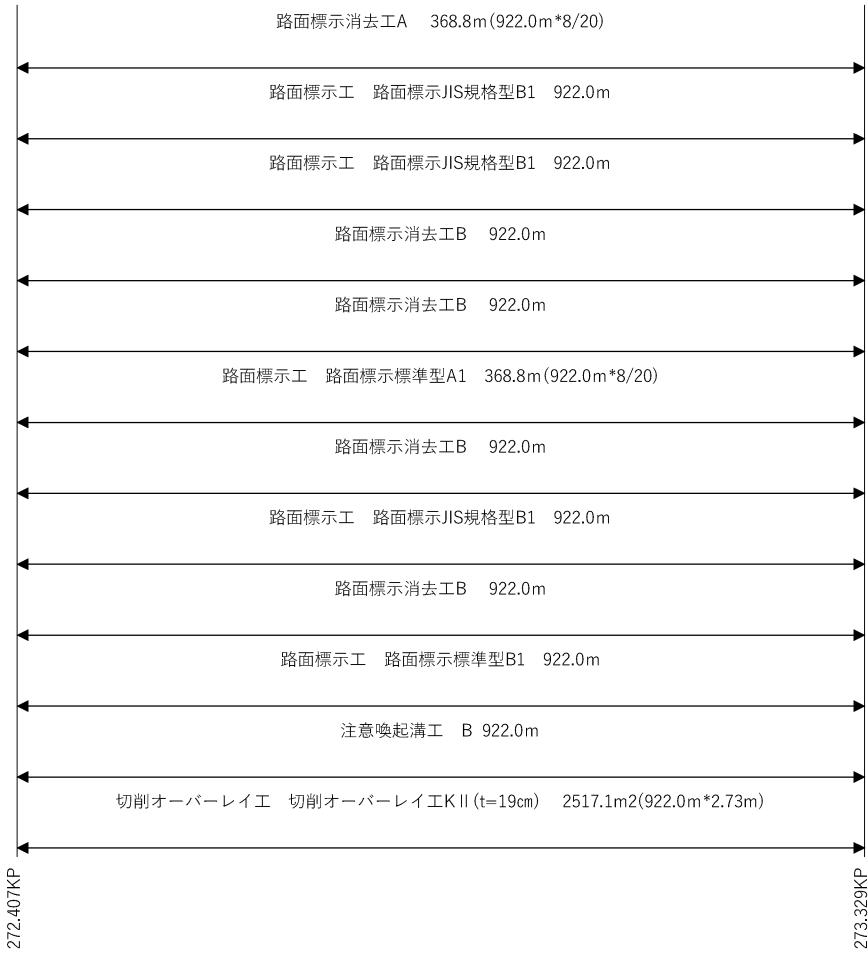 路面標示消去工A　368.8m(922.0m*8/20)
路面標示工　路面標示JIS規格型B1　922.0m
路面標示工　路面標示JIS規格型B1　922.0m
路面標示消去工B　922.0m
路面標示消去工B　922.0m
路面標示工　路面標示標準型A1　368.8m(922.0m*8/20)
路面標示消去工B　922.0m
路面標示工　路面標示JIS規格型B1　922.0m
路面標示消去工B　922.0m
路面標示工　路面標示標準型B1　922.0m
注意喚起溝工　B 922.0m
切削オーバーレイ工　切削オーバーレイ工KⅡ(t=19㎝)　2517.1m2(922.0m*2.73m)
272.407KP
273.329KP